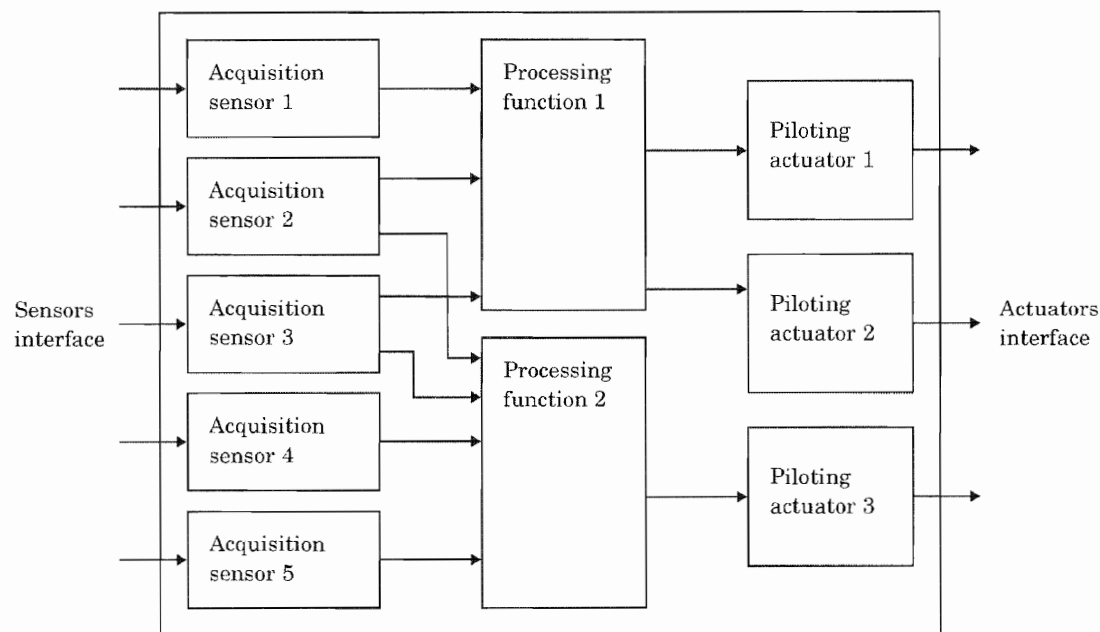 Acquisition
sensor 1
Acquisition
sensor 2
Acquisition
sensor 3
Acquisition
sensor 4
Acquisition
sensor 5
Sensors
interface
Processing
function 1
Processing
function 2
Piloting
actuator 1
Piloting
actuator 2
Piloting
actuator 3
Actuators
interface